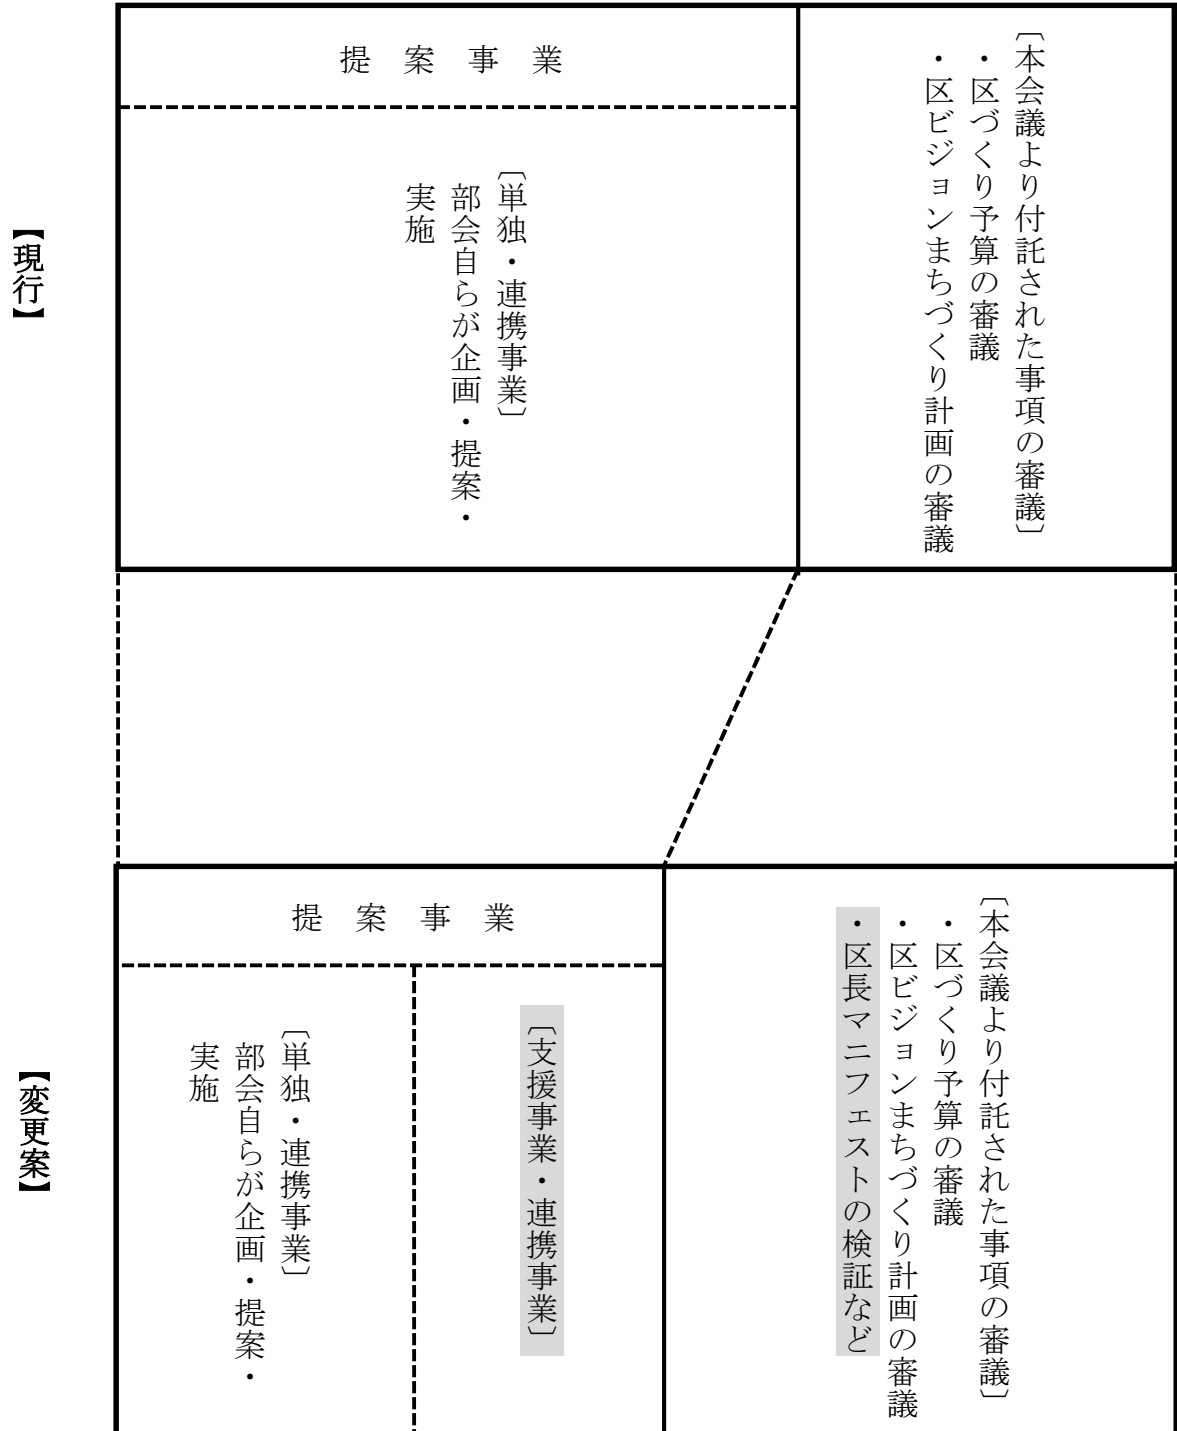 【現行】
〔本会議より付託された事項の審議〕
・区づくり予算の審議
・区ビジョンまちづくり計画の審議
提案事業
〔単独・連携事業〕
部会自らが企画・提案・
実施
【変更案】
〔本会議より付託された事項の審議〕
・区づくり予算の審議
・区ビジョンまちづくり計画の審議
・区長マニフェストの検証など
提案事業
〔支援事業・連携事業〕
〔単独・連携事業〕
部会自らが企画・提案・
実施